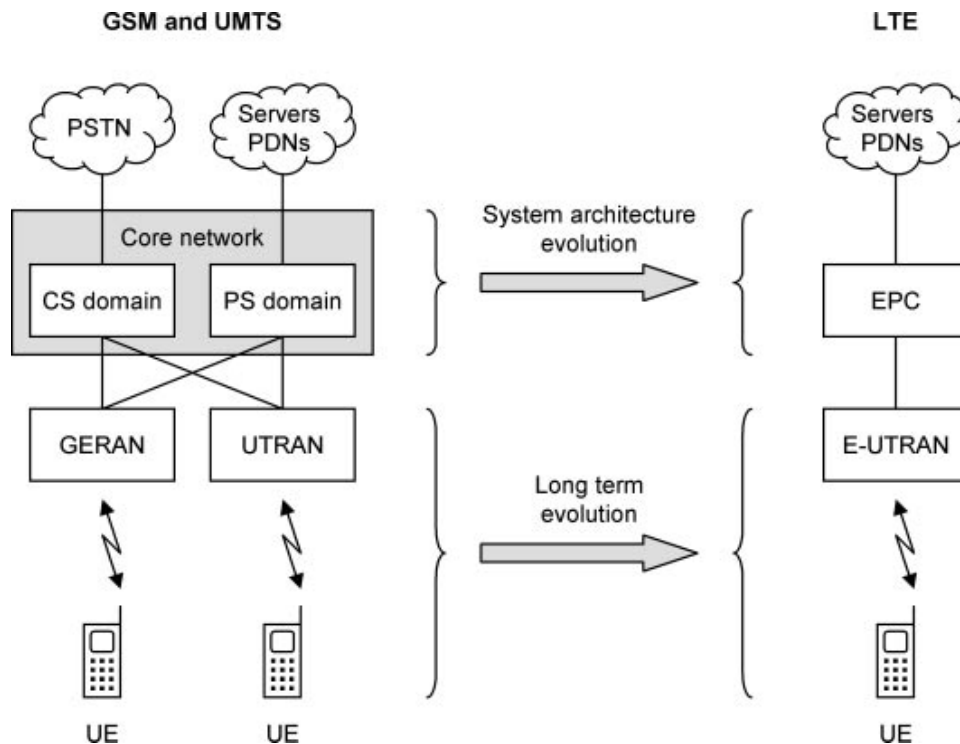 GSM and UMTS
LTE
PSTN
Servers
PDNs
Servers
PDNs
Core network
System architecture
evolution
CS domain
PS domain
EPC
GERAN
UTRAN
E-UTRAN
Long term
evolution
UE
UE
UE